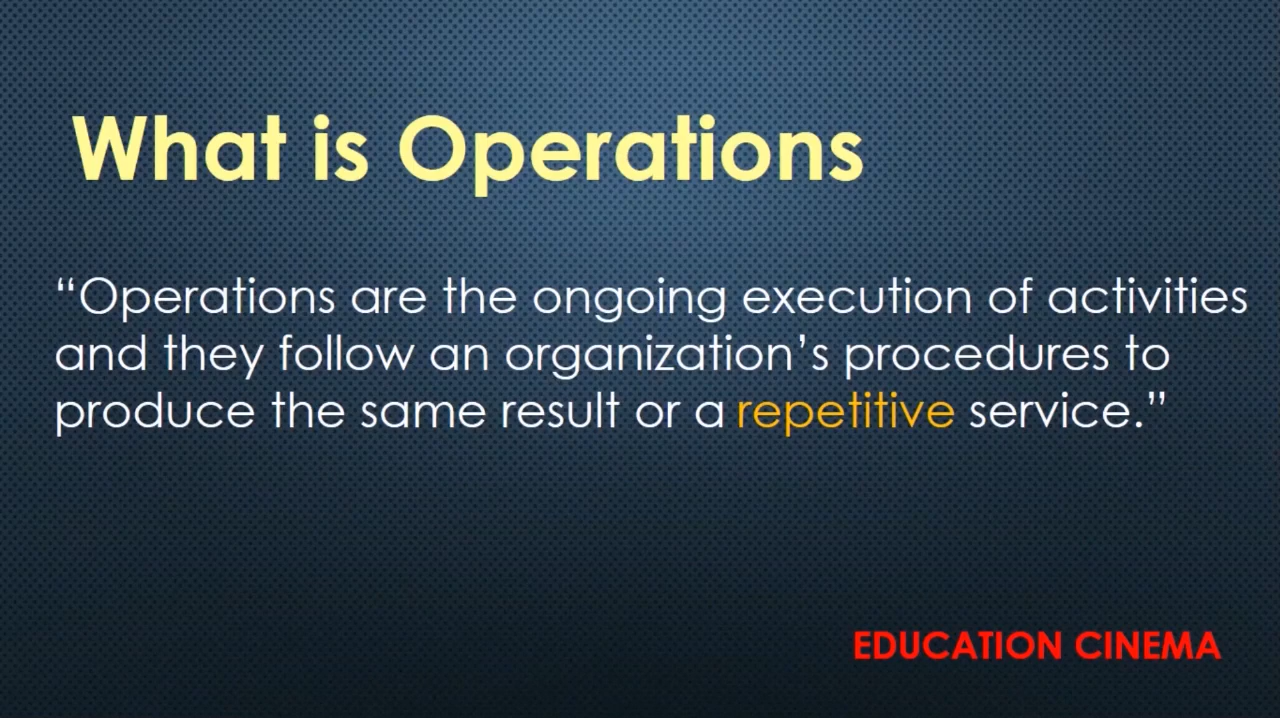 What is Operations
“Operations are the ongoing execution of activities
and they follow an organization’s procedures to
produce the same result or a repetitive service.”
EDUCATION CINEMA